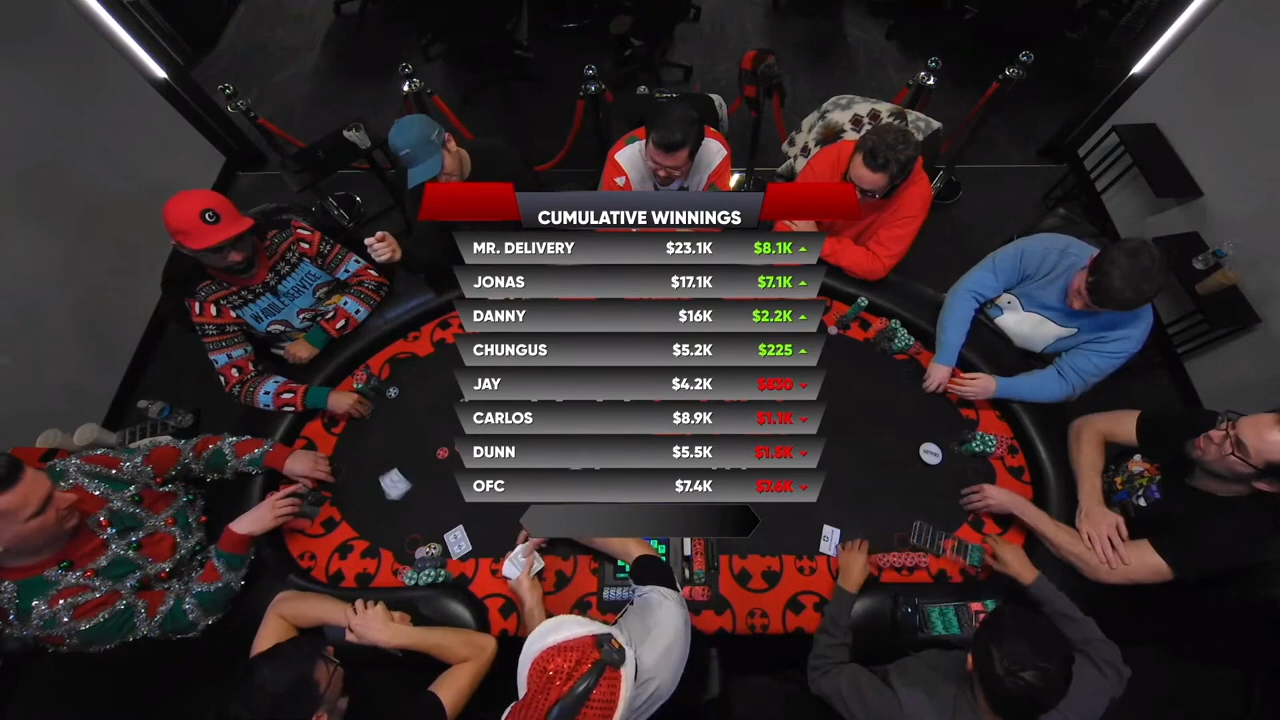 CUMULATIVE WINNINGS
MR. DELIVERY $23.1K $8.1K
JONAS $17.1K $7.1K
DANNY $16K $2.2K
CHUNGUS $5.2K $225
JAY $4.2K $830
CARLOS $8.9K $1.1K
DUNN $5.5K $1.5K
OFC $7.4K $7.6K
C
WADDLE SERVICE